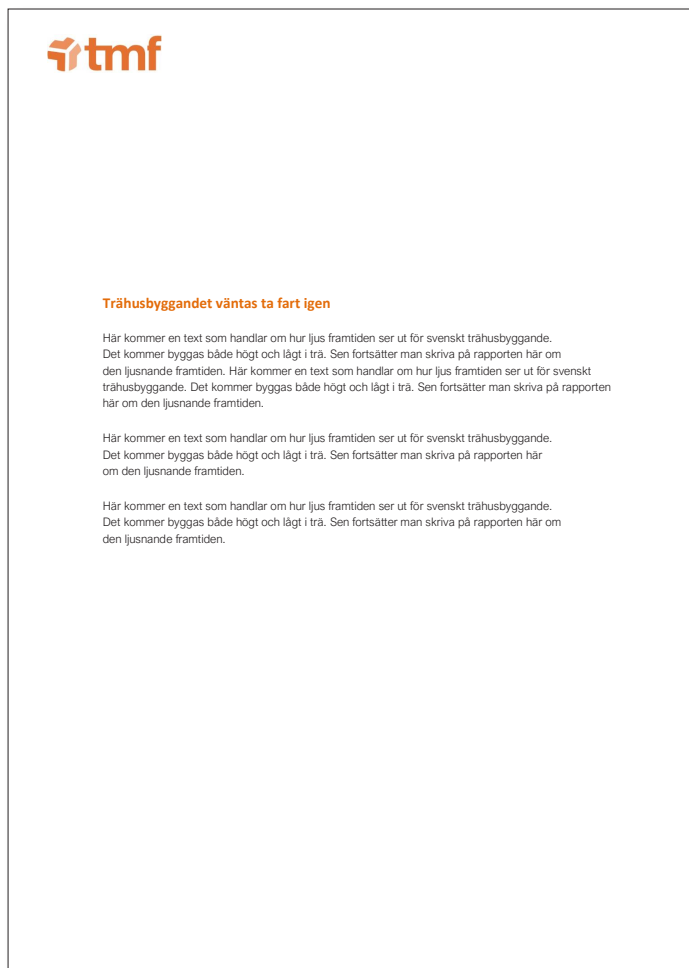 tmf
Trähusbyggandet väntas ta fart igen
Här kommer en text som handlar om hur ljus framtiden ser ut för svenskt trähusbyggande.
Det kommer byggas både högt och lågt i trä. Sen fortsätter man skriva på rapporten här om
den ljusnande framtiden. Här kommer en text som handlar om hur ljus framtiden ser ut för svenskt
trähusbyggande. Det kommer byggas både högt och lågt i trä. Sen fortsätter man skriva på rapporten
här om den ljusnande framtiden.
Här kommer en text som handlar om hur ljus framtiden ser ut för svenskt trähusbyggande.
Det kommer byggas både högt och lågt i trä. Sen fortsätter man skriva på rapporten här
om den ljusnande framtiden.
Här kommer en text som handlar om hur ljus framtiden ser ut för svenskt trähusbyggande.
Det kommer byggas både högt och lågt i trä. Sen fortsätter man skriva på rapporten här om
den ljusnande framtiden.